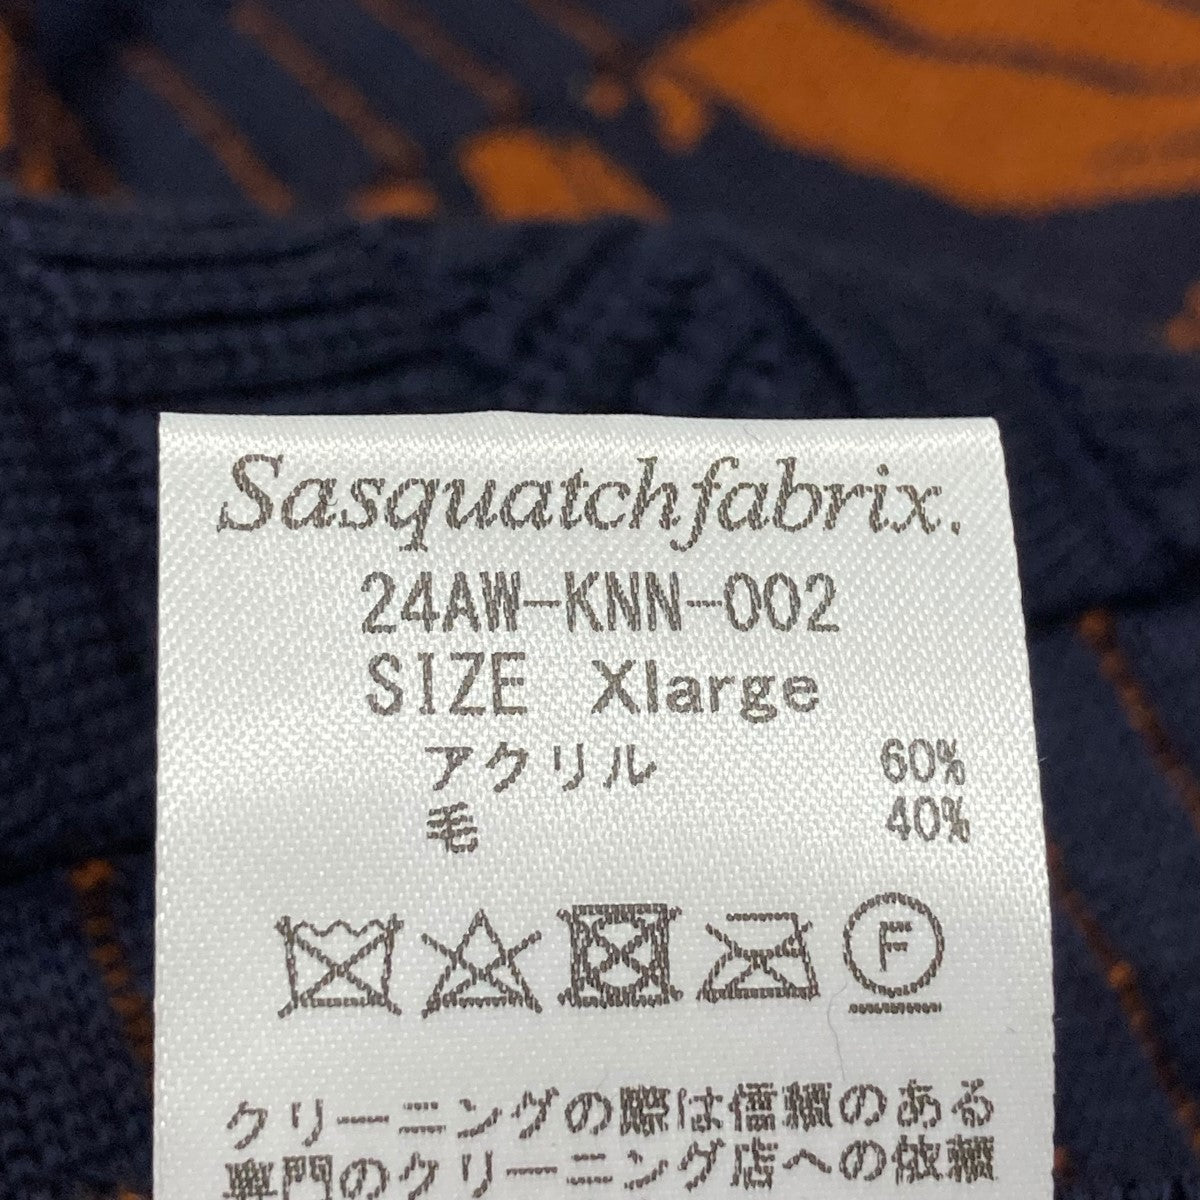 Sasquatchfabrix.
24AW-KNN-002
SIZE Xlarge
アクリル 60%
毛 40%
F
クリーニングの際は信頼のある
専門のクリーニング店への依頼